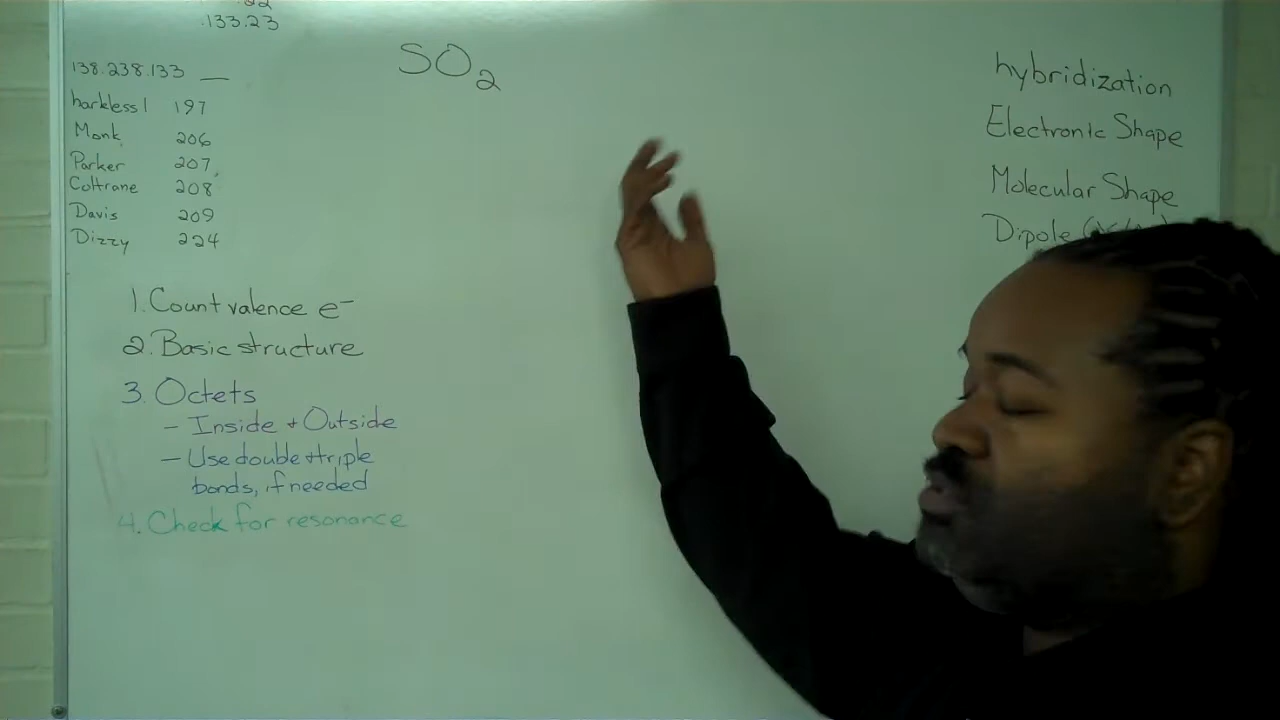 .133.23
138.238.133 __
harkless1 197
Monk 206
Parker 207
Coltrane 208
Davis 209
Dizzy 224
SO2
1. Count valence e⁻
2. Basic structure
3. Octets
- Inside + Outside
- Use double + triple
bonds, if needed
4. Check for resonance
hybridization
Electronic Shape
Molecular Shape
Dipole